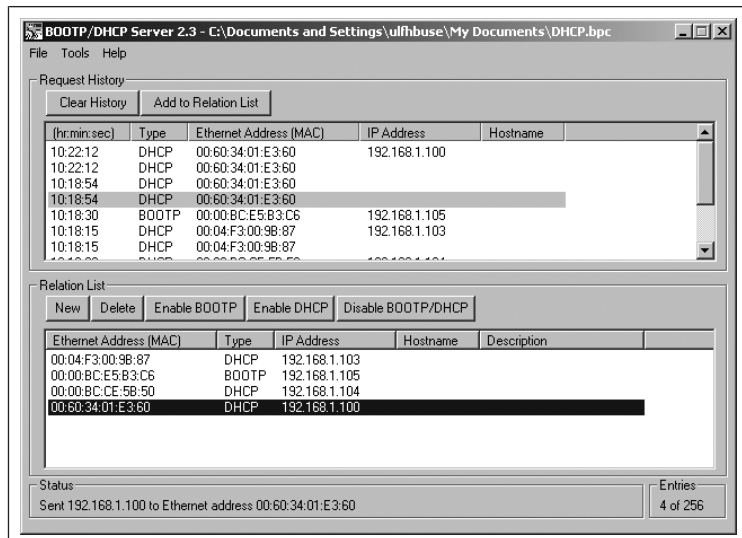 BOOTP/DHCP Server 2.3 - C:\Documents and Settings\ulfhbuse\My Documents\DHCP.bpc
File Tools Help
Request History
Clear History Add to Relation List
(hr:min:sec) Type Ethernet Address (MAC) IP Address Hostname
10:22:12 DHCP 00:60:34:01:E3:60 192.168.1.100
10:22:12 DHCP 00:60:34:01:E3:60
10:18:54 DHCP 00:60:34:01:E3:60
10:18:54 DHCP 00:60:34:01:E3:60
10:18:30 BOOTP 00:00:BC:E5:B3:C6 192.168.1.105
10:18:15 DHCP 00:04:F3:00:9B:87 192.168.1.103
10:18:15 DHCP 00:04:F3:00:9B:87
Relation List
New Delete Enable BOOTP Enable DHCP Disable BOOTP/DHCP
Ethernet Address (MAC) Type IP Address Hostname Description
00:04:F3:00:9B:87 DHCP 192.168.1.103
00:00:BC:E5:B3:C6 BOOTP 192.168.1.105
00:00:BC:CE:5B:50 DHCP 192.168.1.104
00:60:34:01:E3:60 DHCP 192.168.1.100
Status
Sent 192.168.1.100 to Ethernet address 00:60:34:01:E3:60
Entries
4 of 256